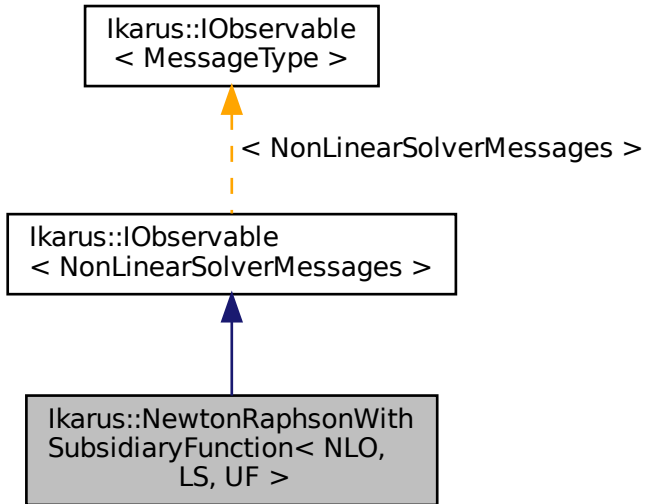 Ikarus::IObservable
< MessageType >
< NonLinearSolverMessages >
Ikarus::IObservable
< NonLinearSolverMessages >
Ikarus::NewtonRaphsonWith
SubsidiaryFunction< NLO,
LS, UF >